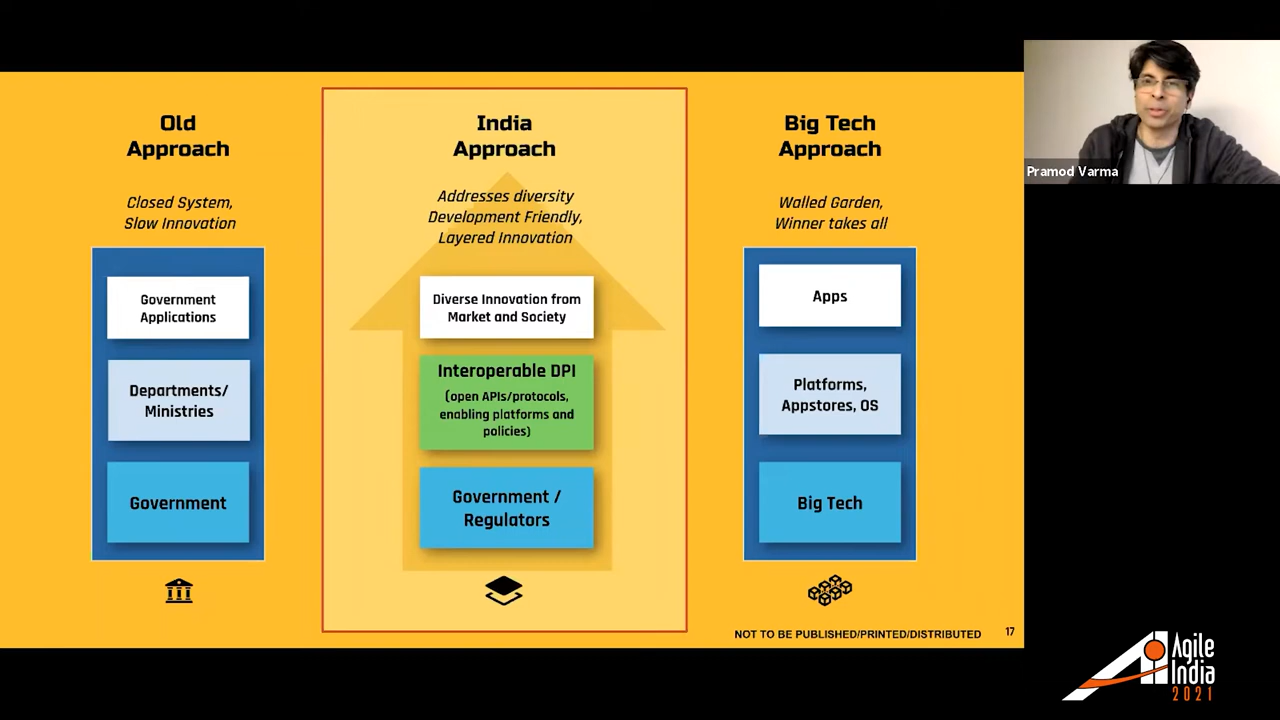 Old
Approach
Closed System,
Slow Innovation
Government
Applications
Departments/
Ministries
Government
India
Approach
Addresses diversity
Development Friendly,
Layered Innovation
Diverse Innovation from
Market and Society
Interoperable DPI
(open APIs/protocols,
enabling platforms and
policies)
Government /
Regulators
Big Tech
Approach
Walled Garden,
Winner takes all
Apps
Platforms,
Appstores, OS
Big Tech
NOT TO BE PUBLISHED/PRINTED/DISTRIBUTED
17
Pramod Varma
Agile
India
2021